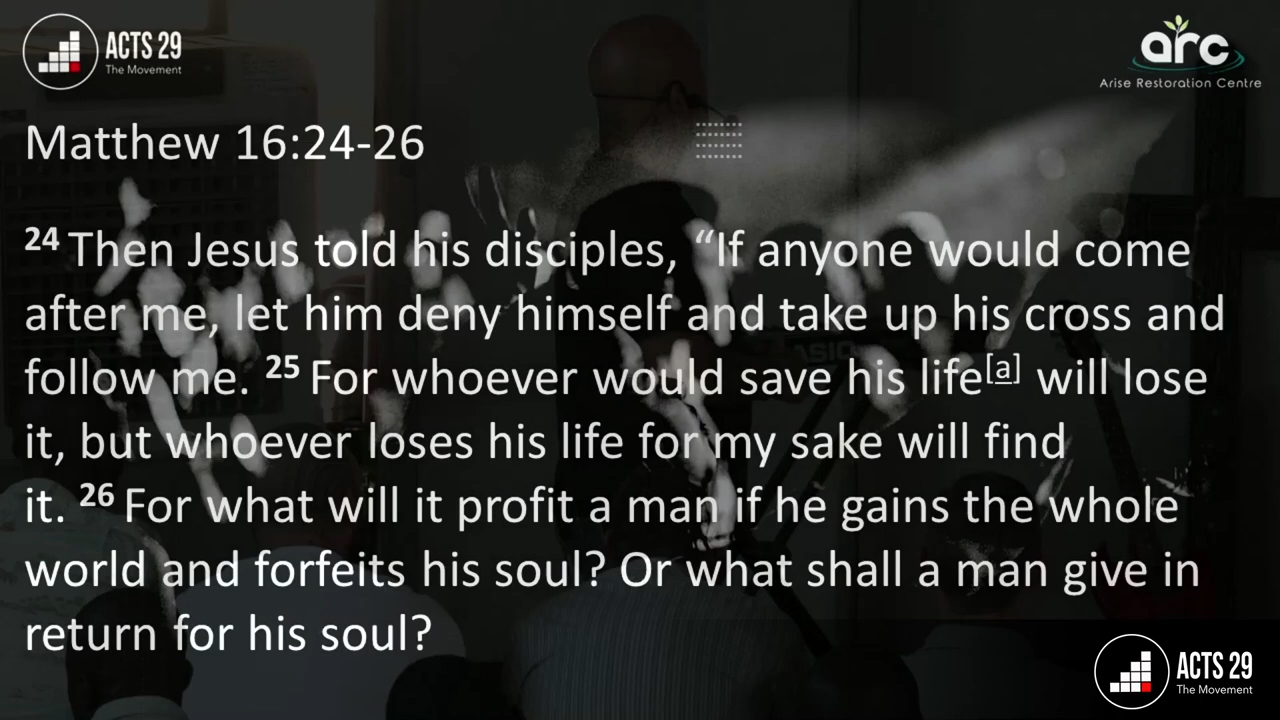 ACTS 29
The Movement
arc
Arise Restoration Centre
Matthew 16:24-26
24 Then Jesus told his disciples, “If anyone would come
after me, let him deny himself and take up his cross and
follow me. 25 For whoever would save his life[a] will lose
it, but whoever loses his life for my sake will find
it. 26 For what will it profit a man if he gains the whole
world and forfeits his soul? Or what shall a man give in
return for his soul?
CASIO
ACTS 29
The Movement